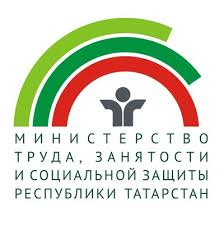 МИНИСТЕРСТВО
ТРУДА, ЗАНЯТОСТИ
И СОЦИАЛЬНОЙ ЗАЩИТЫ
РЕСПУБЛИКИ ТАТАРСТАН